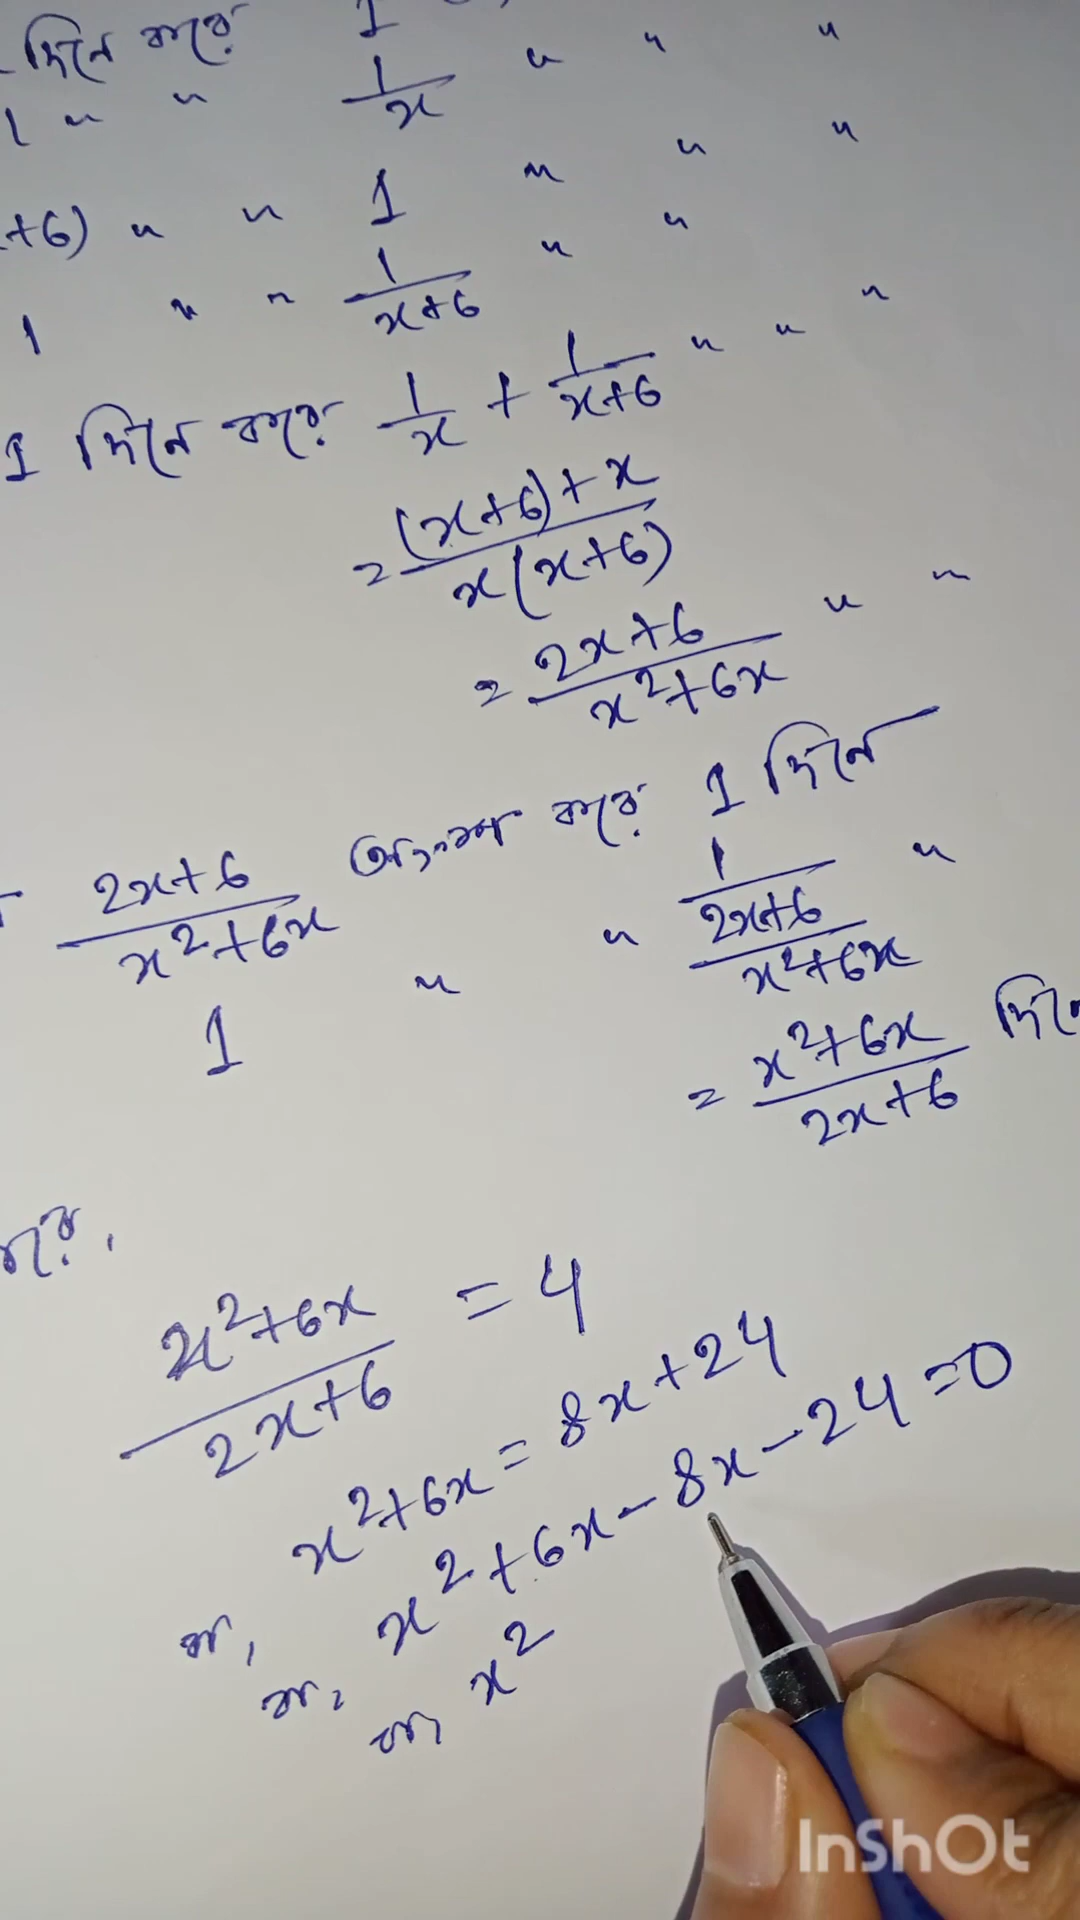 দিনে করে 1
1 " " 1/x " " "
+6) " " 1 " " "
1 " " 1/x+6 " "
1 দিনে করে 1/x + 1/x+6 " " "
= (x+6)+x / x(x+6)
= 2x+6 / x²+6x " "
2x+6 / x²+6x অংশ করে 1 দিনে
1 " " 1 / 2x+6 / x²+6x "
= x²+6x / 2x+6 দিনে
x²+6x / 2x+6 = 4
বা, x²+6x = 8x+24
বা, x²+6x-8x-24=0
বা, x²
InShOt